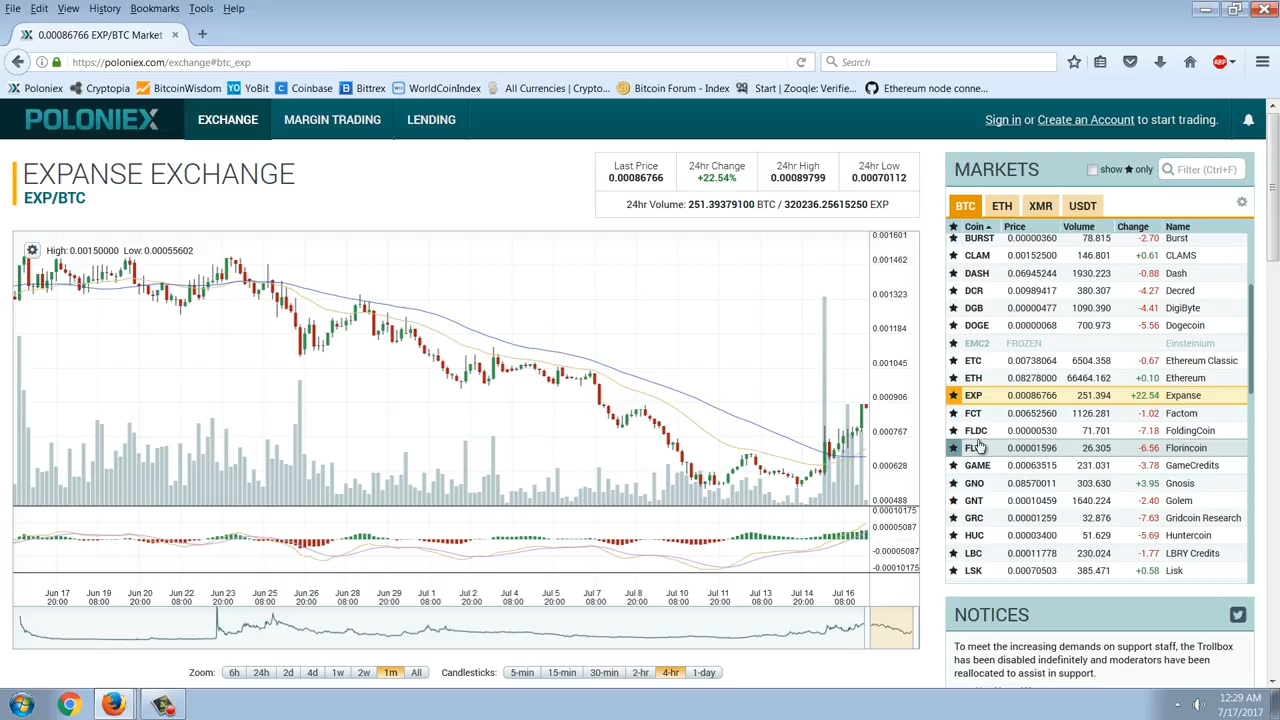 File Edit View History Bookmarks Tools Help
0.00086766 EXP/BTC Market
https://poloniex.com/exchange#btc_exp
Search
Poloniex Cryptopia BitcoinWisdom YoBit Coinbase Bittrex WorldCoinIndex All Currencies | Crypto... Bitcoin Forum - Index Start | Zooqle: Verifie... Ethereum node conne...
POLONIEX EXCHANGE MARGIN TRADING LENDING Sign in or Create an Account to start trading.
EXPANSE EXCHANGE
EXP/BTC
Last Price 24hr Change 24hr High 24hr Low
0.00086766 +22.54% 0.00089799 0.00070112
24hr Volume: 251.39379100 BTC / 320236.25615250 EXP
High: 0.00150000 Low: 0.00055602
0.001601
0.001462
0.001323
0.001184
0.001045
0.000906
0.000767
0.000628
0.000488
0.00010175
0.00005087
-0.00005087
-0.00010175
Jun 17 Jun 19 Jun 20 Jun 22 Jun 23 Jun 25 Jun 26 Jun 28 Jun 29 Jul 1 Jul 2 Jul 4 Jul 5 Jul 7 Jul 8 Jul 10 Jul 11 Jul 13 Jul 14 Jul 16
20:00 08:00 20:00 08:00 20:00 08:00 20:00 08:00 20:00 08:00 20:00 08:00 20:00 08:00 20:00 08:00 20:00 08:00 20:00 08:00
Zoom: 6h 24h 2d 4d 1w 2w 1m All Candlesticks: 5-min 15-min 30-min 2-hr 4-hr 1-day
MARKETS show ★ only Filter (Ctrl+F)
BTC ETH XMR USDT
Coin Price Volume Change Name
BURST 0.00000360 78.815 -2.70 Burst
CLAM 0.00152500 146.801 +0.61 CLAMS
DASH 0.06945244 1930.223 -0.88 Dash
DCR 0.00989417 380.307 -4.27 Decred
DGB 0.00000477 1090.390 -4.41 DigiByte
DOGE 0.00000068 700.973 -5.56 Dogecoin
EMC2 FROZEN Einsteinium
ETC 0.00738064 6504.358 -0.67 Ethereum Classic
ETH 0.08278000 66464.162 +0.10 Ethereum
EXP 0.00086766 251.394 +22.54 Expanse
FCT 0.00652560 1126.281 -1.02 Factom
FLDC 0.00000530 71.701 -7.18 FoldingCoin
0.00001596 26.305 -6.56 Florincoin
GAME 0.00063515 231.031 -3.78 GameCredits
GNO 0.08570011 303.630 +3.95 Gnosis
GNT 0.00010459 1640.224 -2.40 Golem
GRC 0.00001259 32.876 -7.63 Gridcoin Research
HUC 0.00003400 51.629 -5.69 Huntercoin
LBC 0.00011778 230.024 -1.77 LBRY Credits
LSK 0.00070503 385.471 +0.58 Lisk
NOTICES
To meet the increasing demands on support staff, the Trollbox
has been disabled indefinitely and moderators have been
reallocated to assist in support.
12:29 AM
7/17/2017